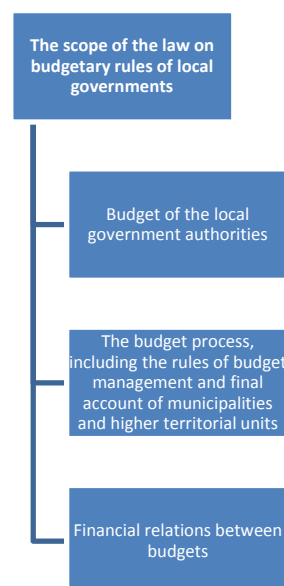 The scope of the law on
budgetary rules of local
governments
Budget of the local
government authorities
The budget process,
including the rules of budget
management and final
account of municipalities
and higher territorial units
Financial relations between
budgets